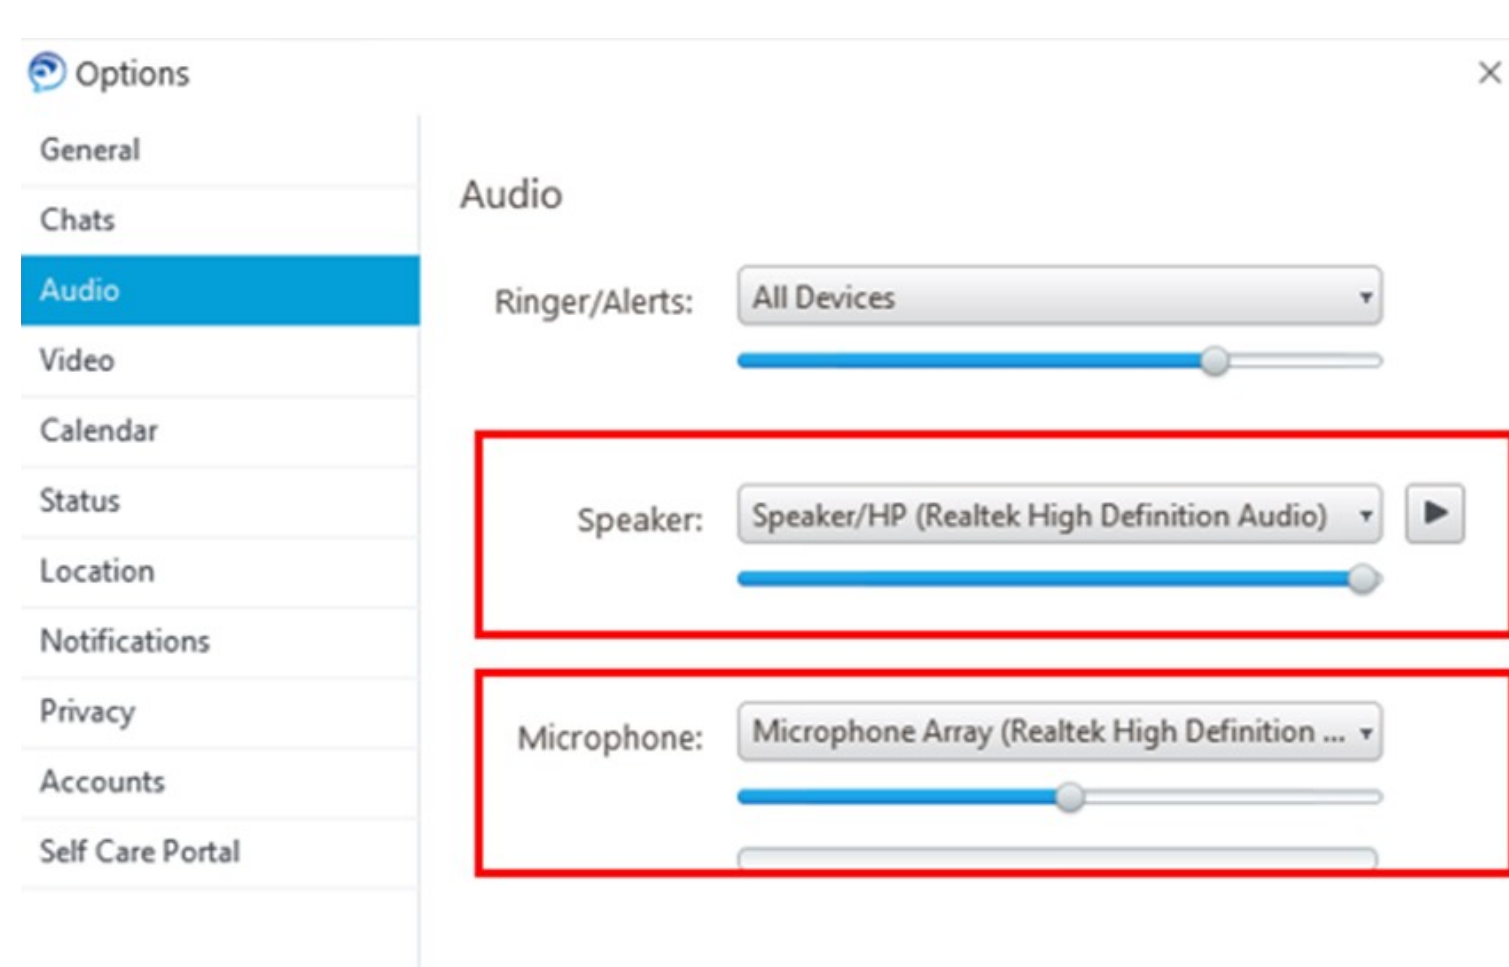 Options
General
Chats
Audio
Video
Calendar
Status
Location
Notifications
Privacy
Accounts
Self Care Portal
Audio
Ringer/Alerts: All Devices
Speaker: Speaker/HP (Realtek High Definition Audio)
Microphone: Microphone Array (Realtek High Definition ...